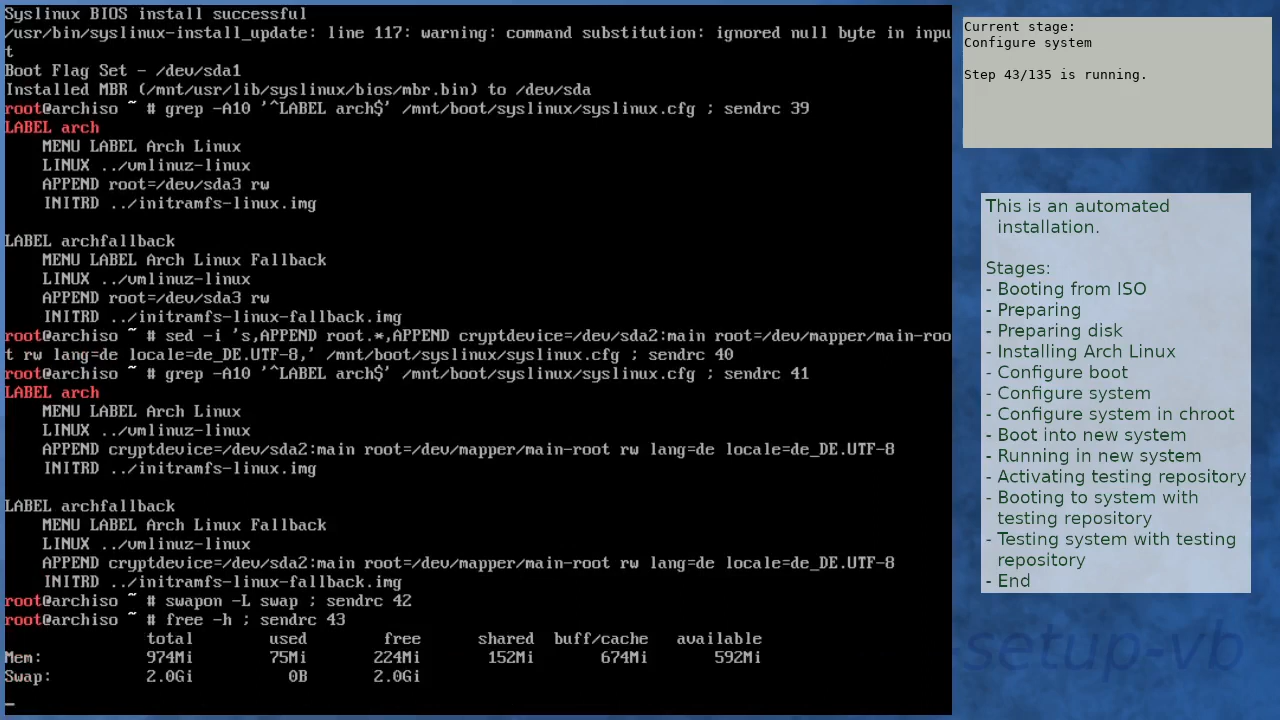 Syslinux BIOS install successful
/usr/bin/syslinux-install_update: line 117: warning: command substitution: ignored null byte in inpu
t
Boot Flag Set - /dev/sda1
Installed MBR (/mnt/usr/lib/syslinux/bios/mbr.bin) to /dev/sda
root@archiso ~ # grep -A10 '^LABEL arch$' /mnt/boot/syslinux/syslinux.cfg ; sendrc 39
LABEL arch
    MENU LABEL Arch Linux
    LINUX ../vmlinuz-linux
    APPEND root=/dev/sda3 rw
    INITRD ../initramfs-linux.img

LABEL archfallback
    MENU LABEL Arch Linux Fallback
    LINUX ../vmlinuz-linux
    APPEND root=/dev/sda3 rw
    INITRD ../initramfs-linux-fallback.img
root@archiso ~ # sed -i 's,APPEND root.*,APPEND cryptdevice=/dev/sda2:main root=/dev/mapper/main-roo
t rw lang=de locale=de_DE.UTF-8,' /mnt/boot/syslinux/syslinux.cfg ; sendrc 40
root@archiso ~ # grep -A10 '^LABEL arch$' /mnt/boot/syslinux/syslinux.cfg ; sendrc 41
LABEL arch
    MENU LABEL Arch Linux
    LINUX ../vmlinuz-linux
    APPEND cryptdevice=/dev/sda2:main root=/dev/mapper/main-root rw lang=de locale=de_DE.UTF-8
    INITRD ../initramfs-linux.img

LABEL archfallback
    MENU LABEL Arch Linux Fallback
    LINUX ../vmlinuz-linux
    APPEND cryptdevice=/dev/sda2:main root=/dev/mapper/main-root rw lang=de locale=de_DE.UTF-8
    INITRD ../initramfs-linux-fallback.img
root@archiso ~ # swapon -L swap ; sendrc 42
root@archiso ~ # free -h ; sendrc 43
               total        used        free      shared  buff/cache   available
Mem:           974Mi        75Mi       224Mi       152Mi       674Mi       592Mi
Swap:          2.0Gi          0B       2.0Gi
_
Current stage:
Configure system

Step 43/135 is running.
This is an automated
installation.

Stages:
- Booting from ISO
- Preparing
- Preparing disk
- Installing Arch Linux
- Configure boot
- Configure system
- Configure system in chroot
- Boot into new system
- Running in new system
- Activating testing repository
- Booting to system with
testing repository
- Testing system with testing
repository
- End
-setup-vb